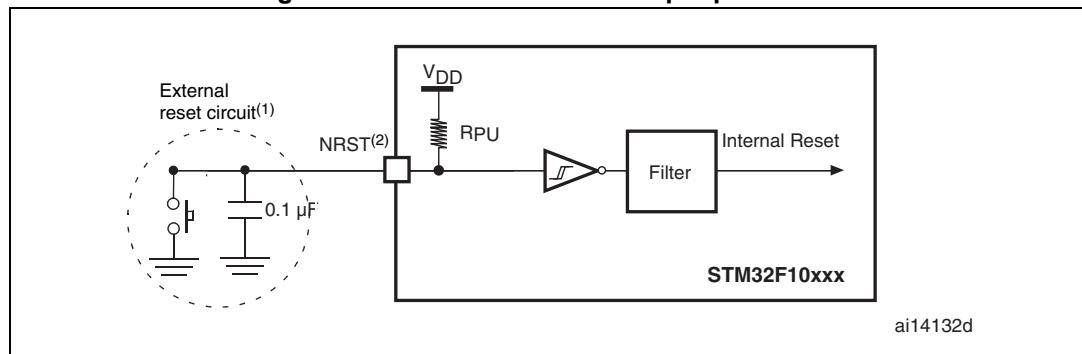 External
reset circuit(1)
VDD
NRST(2)
RPU
Filter
Internal Reset
0.1 µF
STM32F10xxx
ai14132d